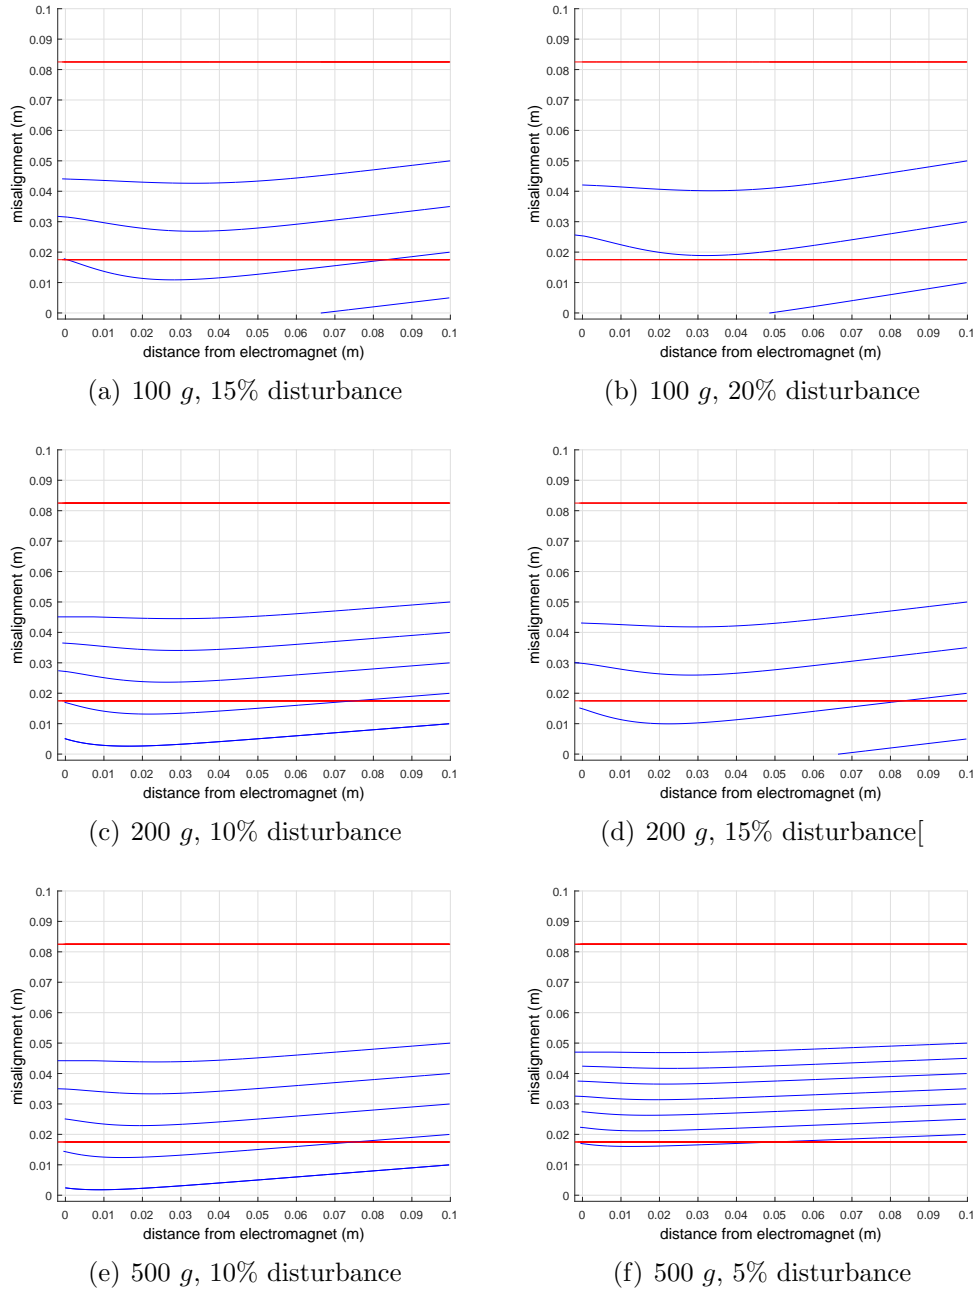 0.1 0.1
0.09 0.09
0.08 0.08
0.07 0.07
0.06 0.06
0.05 0.05
0.04 0.04
0.03 0.03
0.02 0.02
0.01 0.01
0 0
misalignment (m) misalignment (m)
0 0.01 0.02 0.03 0.04 0.05 0.06 0.07 0.08 0.09 0.1 0 0.01 0.02 0.03 0.04 0.05 0.06 0.07 0.08 0.09 0.1
distance from electromagnet (m) distance from electromagnet (m)
(a) 100 g, 15% disturbance (b) 100 g, 20% disturbance
0.1 0.1
0.09 0.09
0.08 0.08
0.07 0.07
0.06 0.06
0.05 0.05
0.04 0.04
0.03 0.03
0.02 0.02
0.01 0.01
0 0
misalignment (m) misalignment (m)
0 0.01 0.02 0.03 0.04 0.05 0.06 0.07 0.08 0.09 0.1 0 0.01 0.02 0.03 0.04 0.05 0.06 0.07 0.08 0.09 0.1
distance from electromagnet (m) distance from electromagnet (m)
(c) 200 g, 10% disturbance (d) 200 g, 15% disturbance[
0.1 0.1
0.09 0.09
0.08 0.08
0.07 0.07
0.06 0.06
0.05 0.05
0.04 0.04
0.03 0.03
0.02 0.02
0.01 0.01
0 0
misalignment (m) misalignment (m)
0 0.01 0.02 0.03 0.04 0.05 0.06 0.07 0.08 0.09 0.1 0 0.01 0.02 0.03 0.04 0.05 0.06 0.07 0.08 0.09 0.1
distance from electromagnet (m) distance from electromagnet (m)
(e) 500 g, 10% disturbance (f) 500 g, 5% disturbance